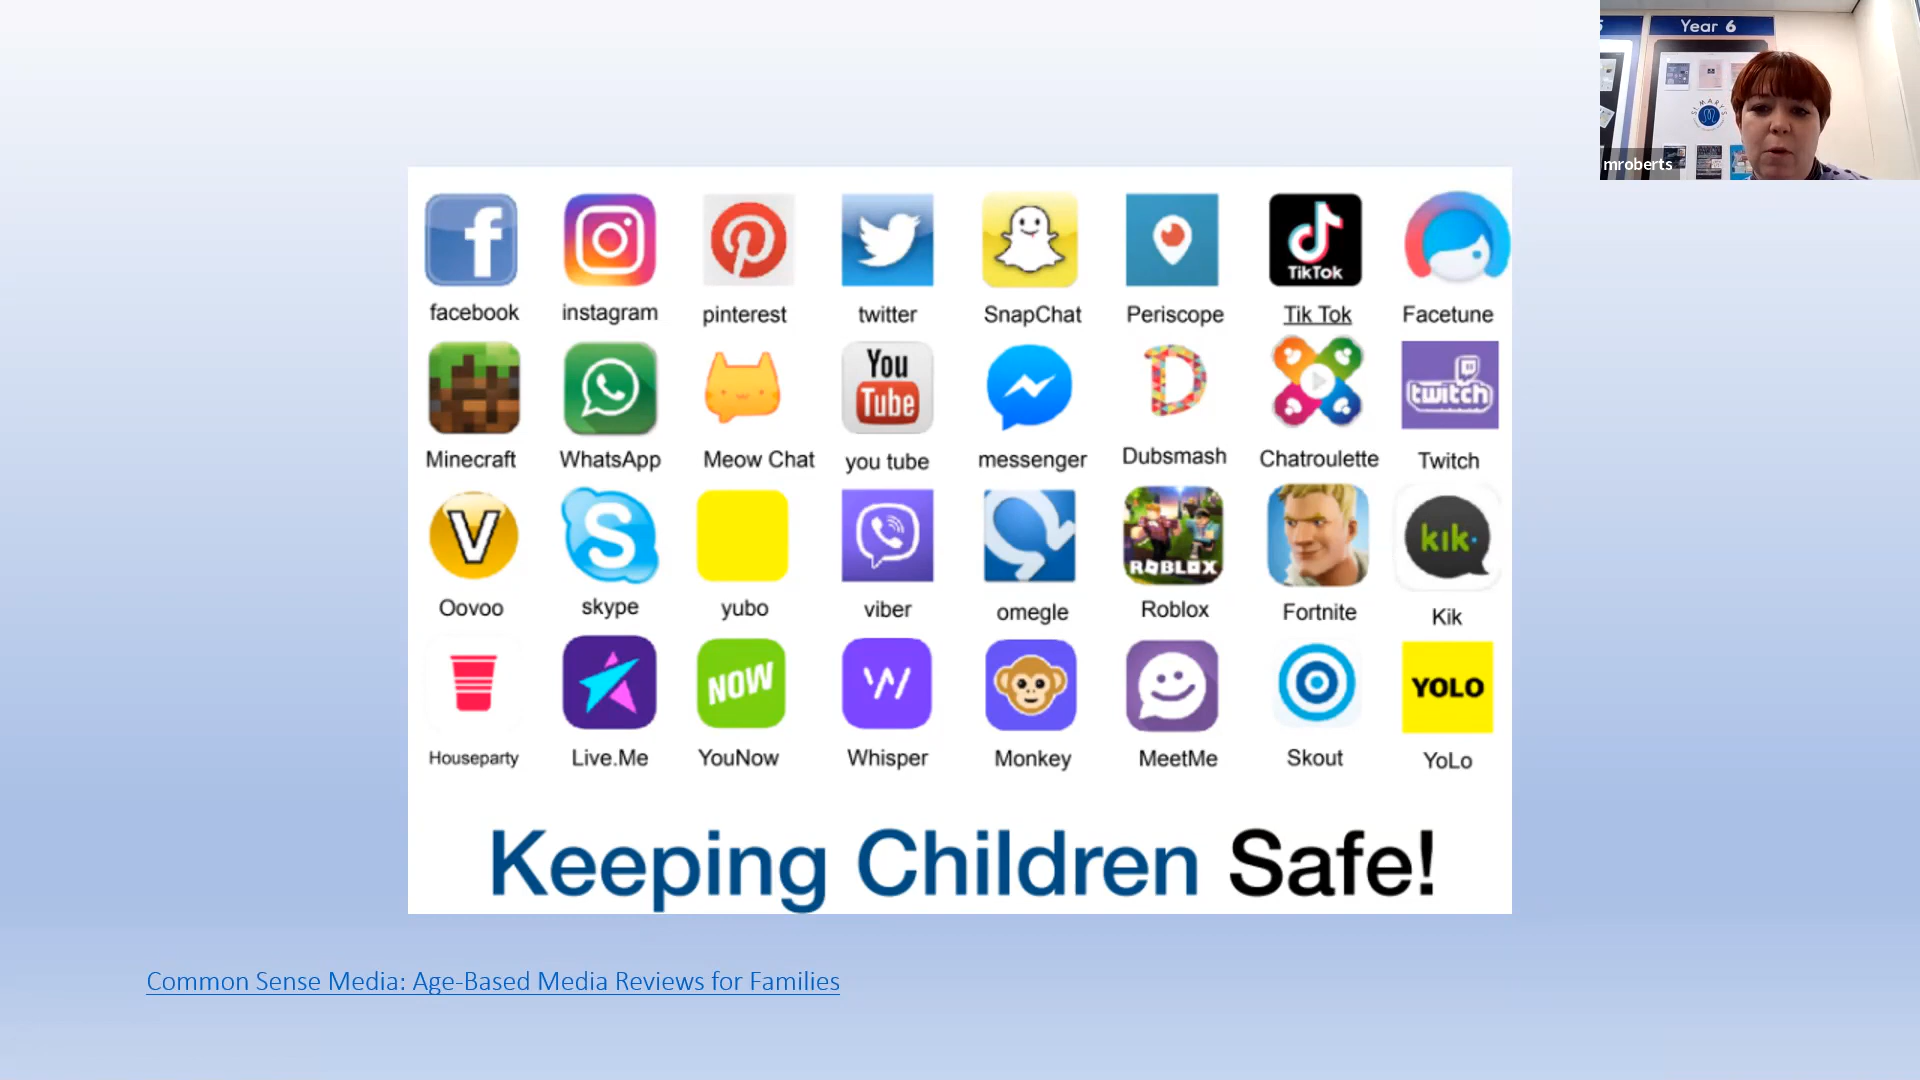 Year 6
ST MARY'S
mroberts
TikTok
facebook
instagram
pinterest
twitter
SnapChat
Periscope
Tik Tok
Facetune
You
Tube
twitch
Minecraft
WhatsApp
Meow Chat
you tube
messenger
Dubsmash
Chatroulette
Twitch
V
S
ROBLOX
kik
Oovoo
skype
yubo
viber
omegle
Roblox
Fortnite
Kik
NOW
YOLO
Houseparty
Live.Me
YouNow
Whisper
Monkey
MeetMe
Skout
YoLo
Keeping Children Safe!
Common Sense Media: Age-Based Media Reviews for Families